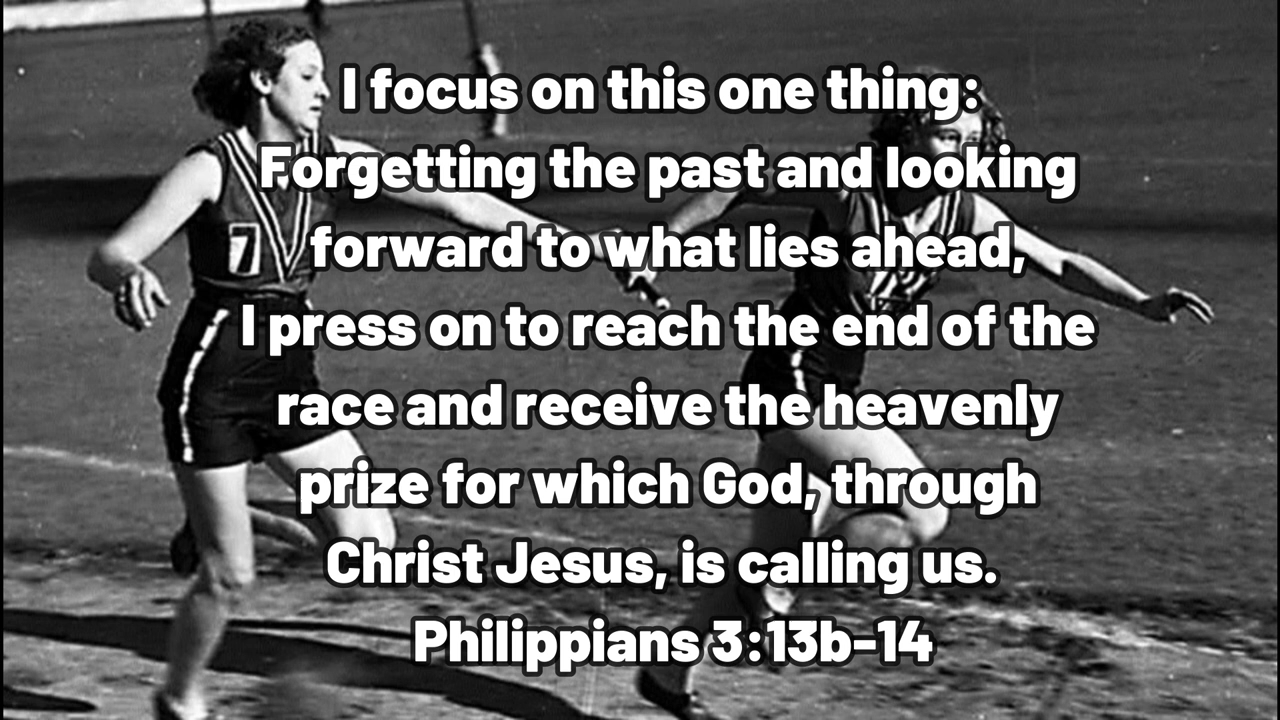 I focus on this one thing:
Forgetting the past and looking
forward to what lies ahead,
I press on to reach the end of the
race and receive the heavenly
prize for which God, through
Christ Jesus, is calling us.
Philippians 3:13b-14
7